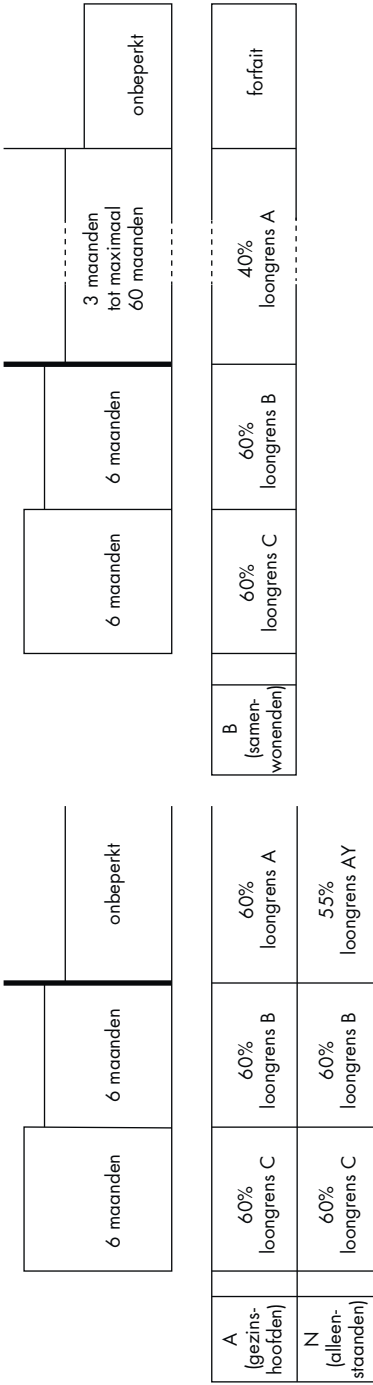 6 maanden
6 maanden
onbeperkt
A
(gezins-
hoofden)
60%
loongrens C
60%
loongrens B
60%
loongrens A
N
(alleen-
staanden)
60%
loongrens C
60%
loongrens B
55%
loongrens AY
6 maanden
6 maanden
3 maanden
tot maximaal
60 maanden
onbeperkt
B
(samen-
wonenden)
60%
loongrens C
60%
loongrens B
40%
loongrens A
forfait